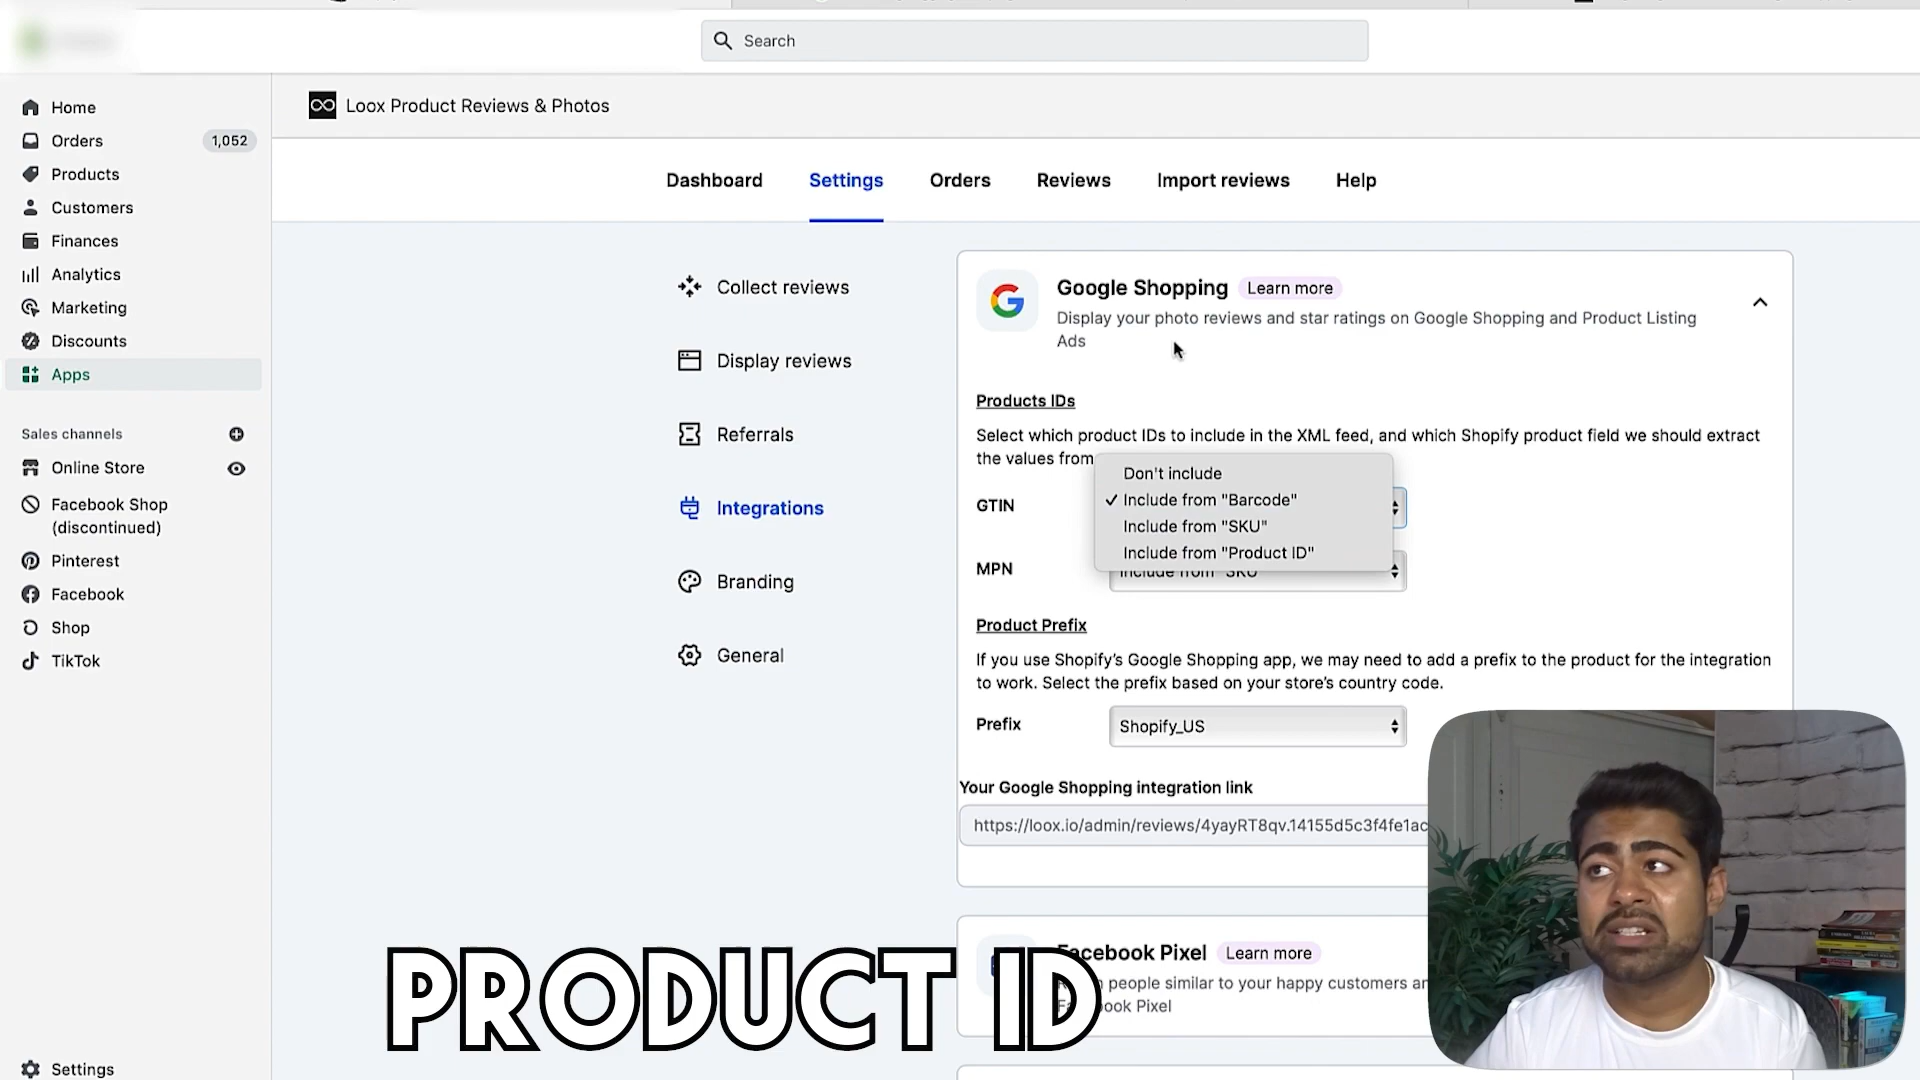 Search
Home
Orders
1,052
Products
Customers
Finances
Analytics
Marketing
Discounts
Apps
Sales channels
Online Store
Facebook Shop
(discontinued)
Pinterest
Facebook
Shop
TikTok
Settings
Loox Product Reviews & Photos
Dashboard
Settings
Orders
Reviews
Import reviews
Help
Collect reviews
Display reviews
Referrals
Integrations
Branding
General
Google Shopping
Learn more
Display your photo reviews and star ratings on Google Shopping and Product Listing
Ads
Products IDs
Select which product IDs to include in the XML feed, and which Shopify product field we should extract
the values from
GTIN
Don't include
Include from "Barcode"
Include from "SKU"
Include from "Product ID"
MPN
Include from "SKU"
Product Prefix
If you use Shopify's Google Shopping app, we may need to add a prefix to the product for the integration
to work. Select the prefix based on your store's country code.
Prefix
Shopify_US
Your Google Shopping integration link
https://loox.io/admin/reviews/4yayRT8qv.14155d5c3f4fe1ac
Facebook Pixel
Learn more
people similar to your happy customers
Pixel
PRODUCT ID